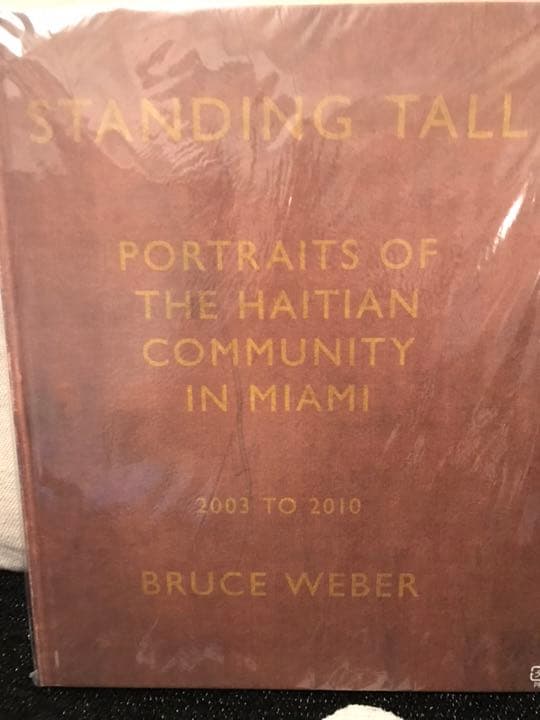 STANDING TALL
PORTRAITS OF
THE HAITIAN
COMMUNITY
IN MIAMI
2003 TO 2010
BRUCE WEBER